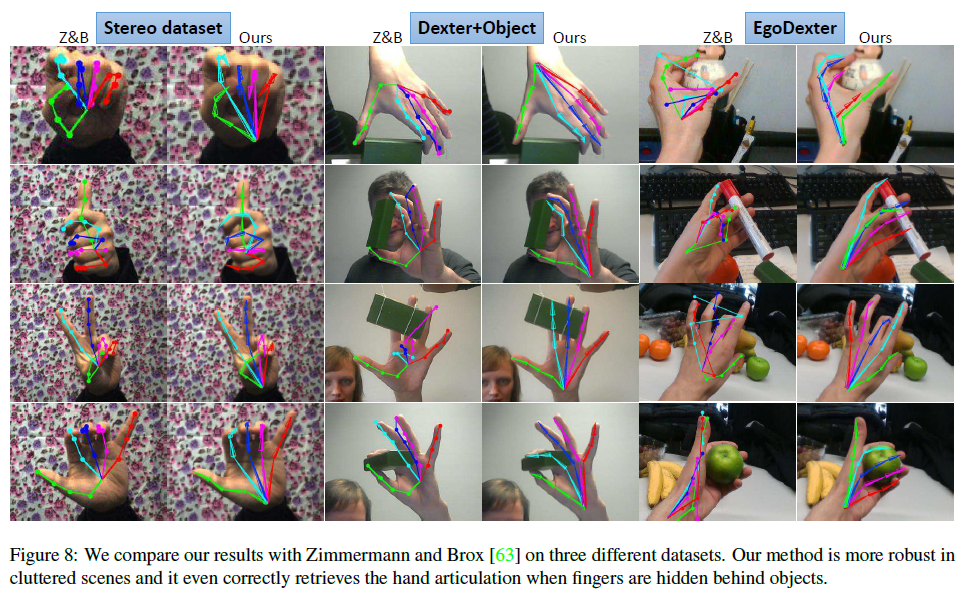 Stereo dataset Dexter+Object EgoDexter
Z&B Ours Z&B Ours Z&B Ours
Figure 8: We compare our results with Zimmermann and Brox [63] on three different datasets. Our method is more robust in
cluttered scenes and it even correctly retrieves the hand articulation when fingers are hidden behind objects.